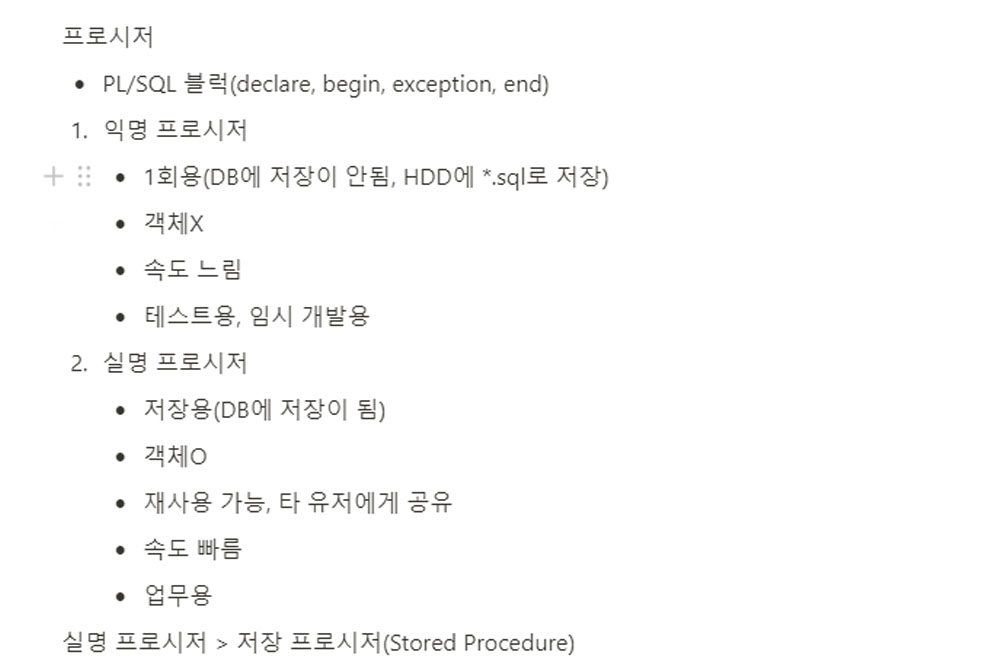 프로시저
• PL/SQL 블럭(declare, begin, exception, end)
1. 익명 프로시저
• 1회용(DB에 저장이 안됨, HDD에 *.sql로 저장)
• 객체X
• 속도 느림
• 테스트용, 임시 개발용
2. 실명 프로시저
• 저장용(DB에 저장이 됨)
• 객체O
• 재사용 가능, 타 유저에게 공유
• 속도 빠름
• 업무용
실명 프로시저 > 저장 프로시저(Stored Procedure)